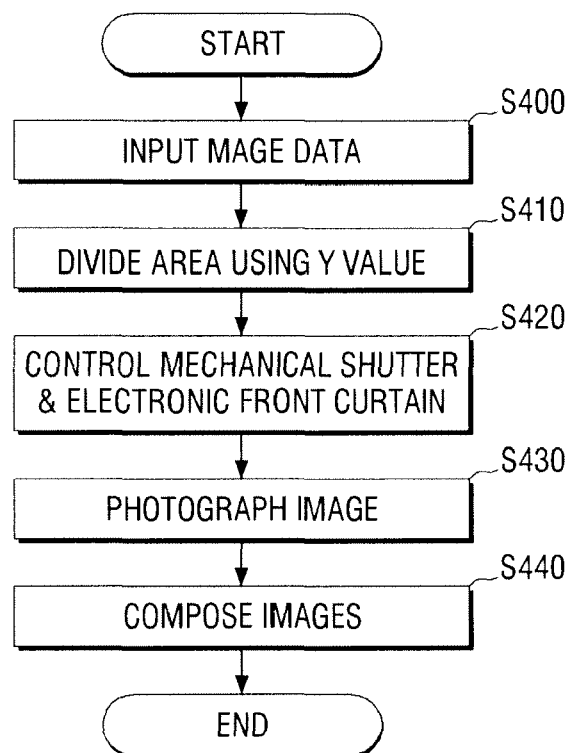 START
S400
INPUT MAGE DATA
S410
DIVIDE AREA USING Y VALUE
S420
CONTROL MECHANICAL SHUTTER
& ELECTRONIC FRONT CURTAIN
S430
PHOTOGRAPH IMAGE
S440
COMPOSE IMAGES
END